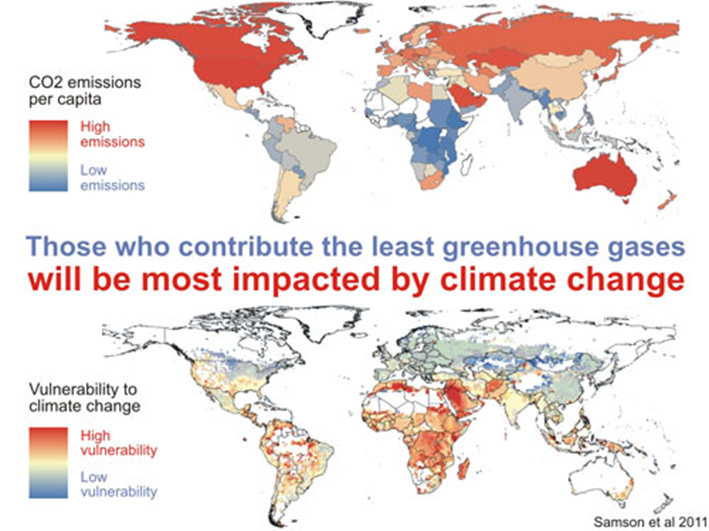 CO2 emissions
per capita
High
emissions
Low
emissions
Those who contribute the least greenhouse gases
will be most impacted by climate change
Vulnerability to
climate change
High
vulnerability
Low
vulnerability
Samson et al 2011